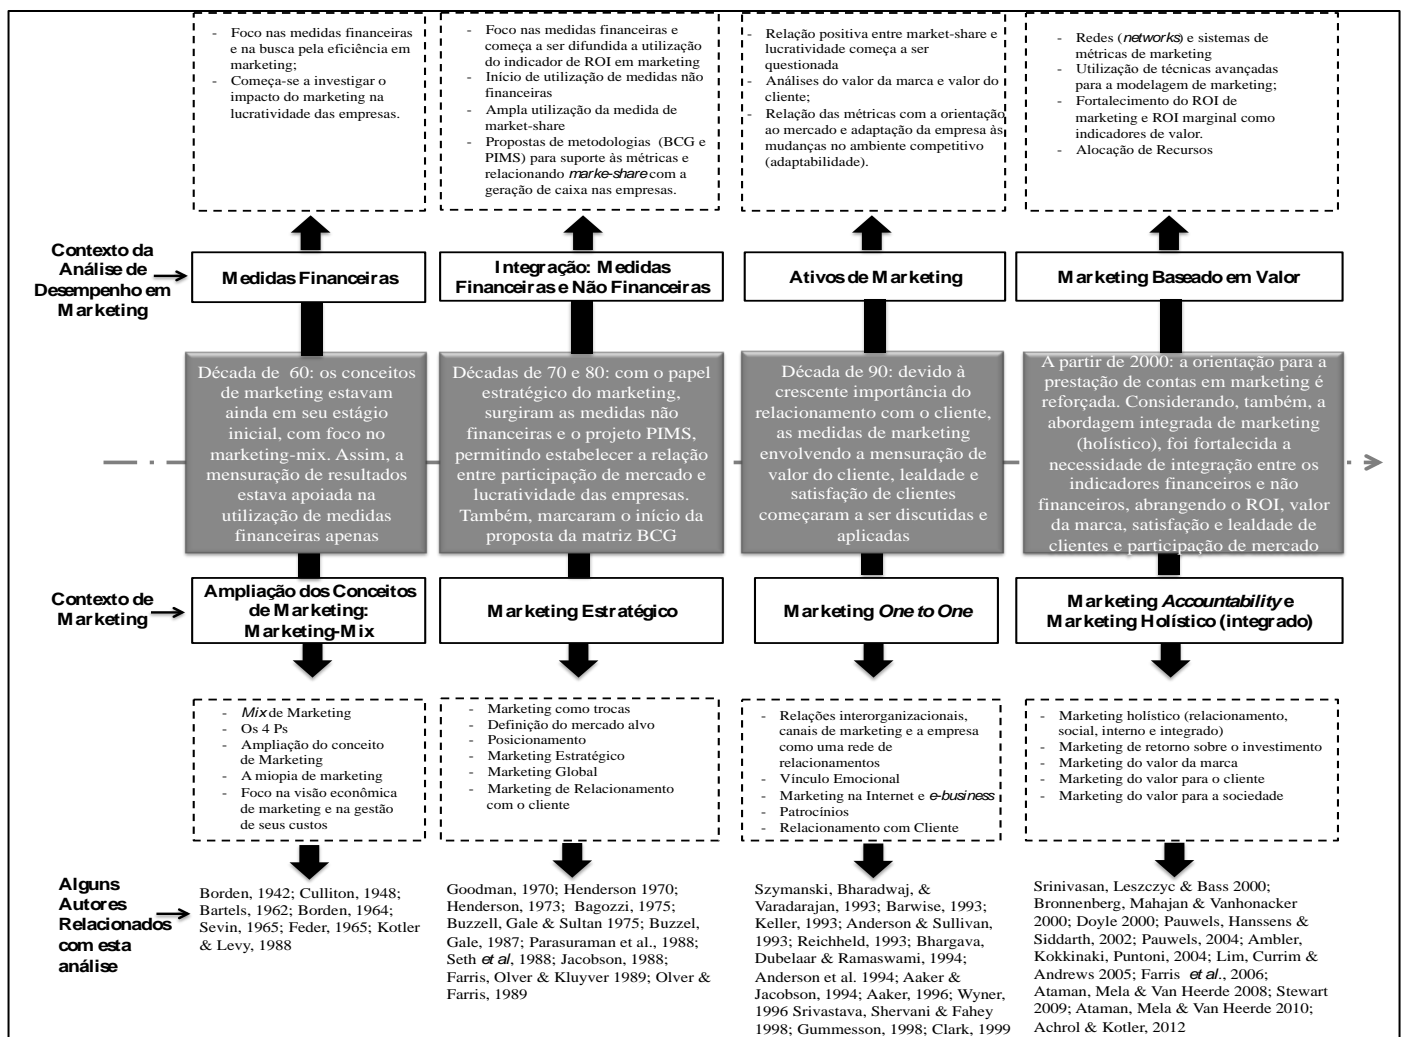 - Foco nas medidas financeiras
e na busca pela eficiência em
marketing;
- Começa-se a investigar o
impacto do marketing na
lucratividade das empresas.
- Foco nas medidas financeiras e
começa a ser difundida a utilização
do indicador de ROI em marketing
- Início de utilização de medidas não
financeiras
- Ampla utilização da medida de
market-share
- Propostas de metodologias (BCG e
PIMS) para suporte às métricas e
relacionando marke-share com a
geração de caixa nas empresas.
- Relação positiva entre market-share e
lucratividade começa a ser
questionada
- Análises do valor da marca e valor do
cliente;
- Relação das métricas com a orientação
ao mercado e adaptação da empresa às
mudanças no ambiente competitivo
(adaptabilidade).
- Redes (networks) e sistemas de
métricas de marketing
- Utilização de técnicas avançadas
para a modelagem de marketing;
- Fortalecimento do ROI de
marketing e ROI marginal como
indicadores de valor.
- Alocação de Recursos
Contexto da
Análise de
Desempenho em
Marketing
Medidas Financeiras
Integração: Medidas
Financeiras e Não Financeiras
Ativos de Marketing
Marketing Baseado em Valor
Década de 60: os conceitos
de marketing estavam
ainda em seu estágio
inicial, com foco no
marketing-mix. Assim, a
mensuração de resultados
estava apoiada na
utilização de medidas
financeiras apenas
Décadas de 70 e 80: com o papel
estratégico do marketing,
surgiram as medidas não
financeiras e o projeto PIMS,
permitindo estabelecer a relação
entre participação de mercado e
lucratividade das empresas.
Também, marcaram o início da
proposta da matriz BCG
Década de 90: devido à
crescente importância do
relacionamento com o cliente,
as medidas de marketing
envolvendo a mensuração de
valor do cliente, lealdade e
satisfação de clientes
começaram a ser discutidas e
aplicadas
A partir de 2000: a orientação para a
prestação de contas em marketing é
reforçada. Considerando, também, a
abordagem integrada de marketing
(holístico), foi fortalecida a
necessidade de integração entre os
indicadores financeiros e não
financeiros, abrangendo o ROI, valor
da marca, satisfação e lealdade de
clientes e participação de mercado
Contexto de
Marketing
Ampliação dos Conceitos
de Marketing:
Marketing-Mix
Marketing Estratégico
Marketing One to One
Marketing Accountability e
Marketing Holístico (integrado)
- Mix de Marketing
- Os 4 Ps
- Ampliação do conceito
de Marketing
- A miopia de marketing
- Foco na visão econômica
de marketing e na gestão
de seus custos
- Marketing como trocas
- Definição do mercado alvo
- Posicionamento
- Marketing Estratégico
- Marketing Global
- Marketing de Relacionamento
com o cliente
- Relações interorganizacionais,
canais de marketing e a empresa
como uma rede de
relacionamentos
- Vínculo Emocional
- Marketing na Internet e e-business
- Patrocínios
- Relacionamento com Cliente
- Marketing holístico (relacionamento,
social, interno e integrado)
- Marketing de retorno sobre o investimento
- Marketing do valor da marca
- Marketing do valor para o cliente
- Marketing do valor para a sociedade
Alguns
Autores
Relacionados
com esta
análise
Borden, 1942; Culliton, 1948;
Bartels, 1962; Borden, 1964;
Sevin, 1965; Feder, 1965; Kotler
& Levy, 1988
Goodman, 1970; Henderson 1970;
Henderson, 1973; Bagozzi, 1975;
Buzzell, Gale & Sultan 1975; Buzzel,
Gale, 1987; Parasuraman et al., 1988;
Seth et al, 1988; Jacobson, 1988;
Farris, Olver & Kluyver 1989; Olver &
Farris, 1989
Szymanski, Bharadwaj, &
Varadarajan, 1993; Barwise, 1993;
Keller, 1993; Anderson & Sullivan,
1993; Reichheld, 1993; Bhargava,
Dubelaar & Ramaswami, 1994;
Anderson et al. 1994; Aaker &
Jacobson, 1994; Aaker, 1996; Wyner,
1996 Srivastava, Shervani & Fahey
1998; Gummesson, 1998; Clark, 1999
Srinivasan, Leszczyc & Bass 2000;
Bronnenberg, Mahajan & Vanhonacker
2000; Doyle 2000; Pauwels, Hanssens &
Siddarth, 2002; Pauwels, 2004; Ambler,
Kokkinaki, Puntoni, 2004; Lim, Currim &
Andrews 2005; Farris et al., 2006;
Ataman, Mela & Van Heerde 2008; Stewart
2009; Ataman, Mela & Van Heerde 2010;
Achrol & Kotler, 2012